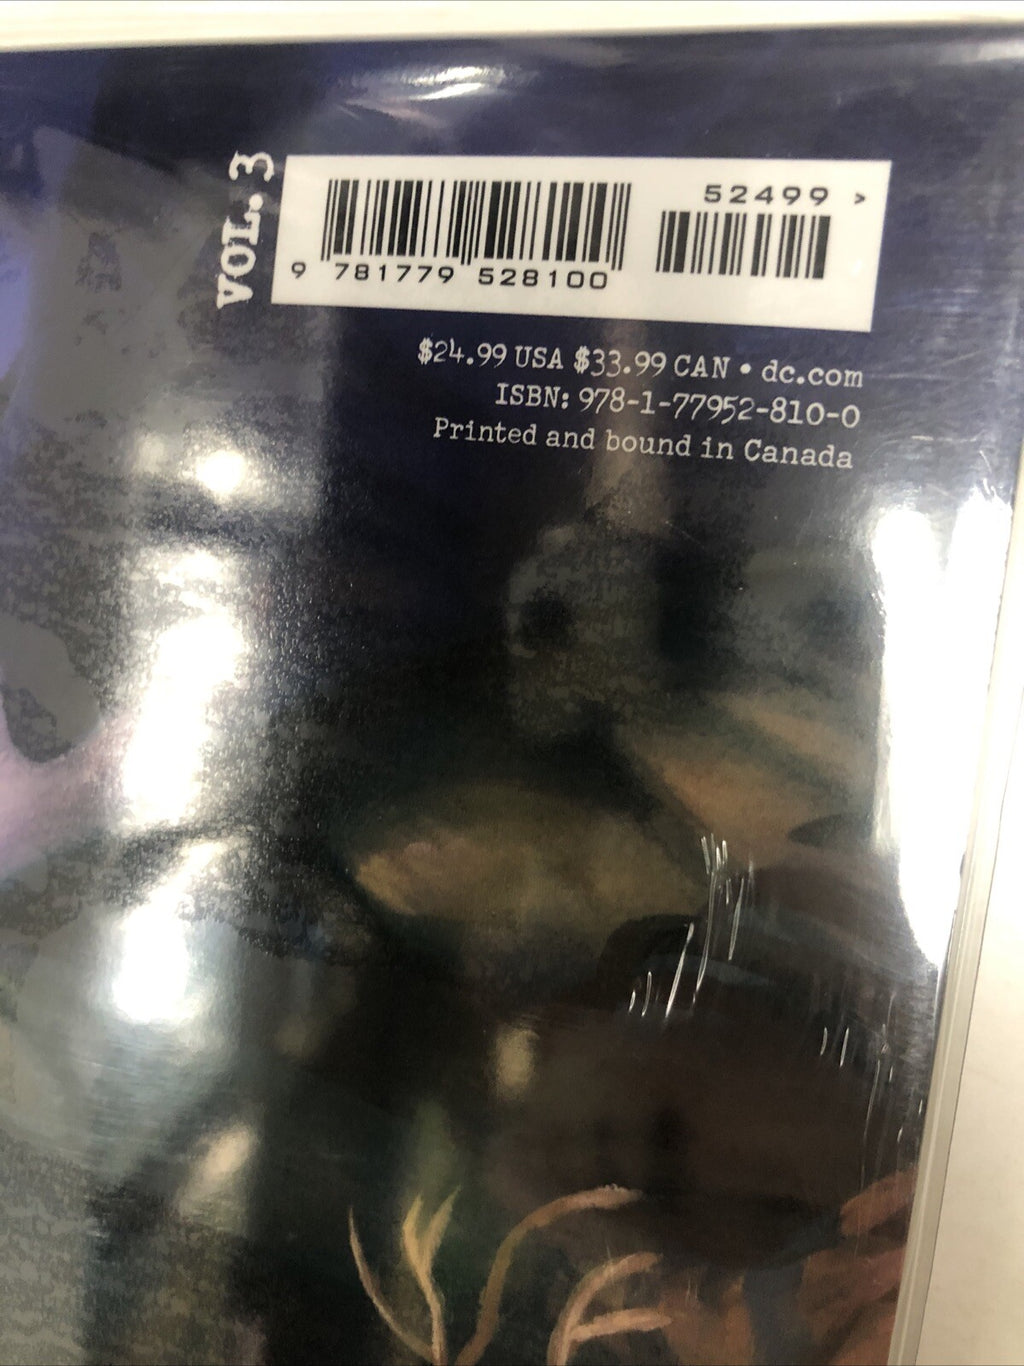 VOL. 3
52499 >
9 781779 528100
$24.99 USA $33.99 CAN • dc.com
ISBN: 978-1-77952-810-0
Printed and bound in Canada